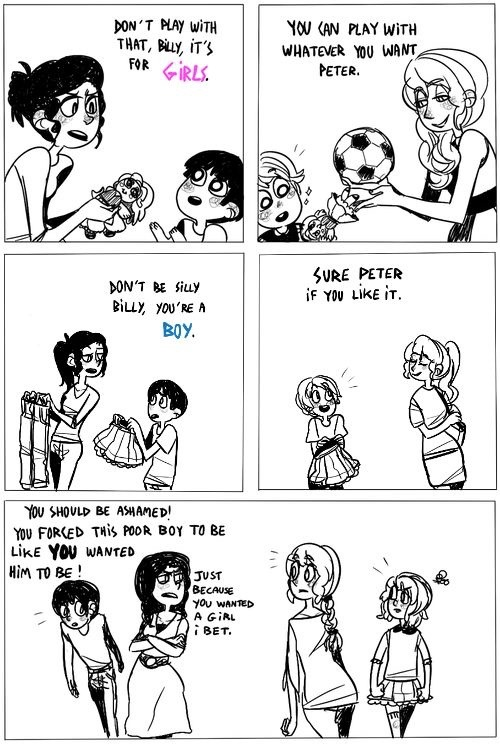 DON'T PLAY WITH
THAT, BILLY, IT'S
FOR GIRLS.
YOU CAN PLAY WITH
WHATEVER YOU WANT
PETER.
DON'T BE SILLY
BILLY, YOU'RE A
BOY.
SURE PETER
iF YOU LiKE iT.
YOU SHOULD BE ASHAMED!
YOU FORCED THiS POOR BOY TO BE
LiKE YOU WANTED
HiM TO BE!
JUST
BECAUSE
YOU WANTED
A GiRL
i BET.